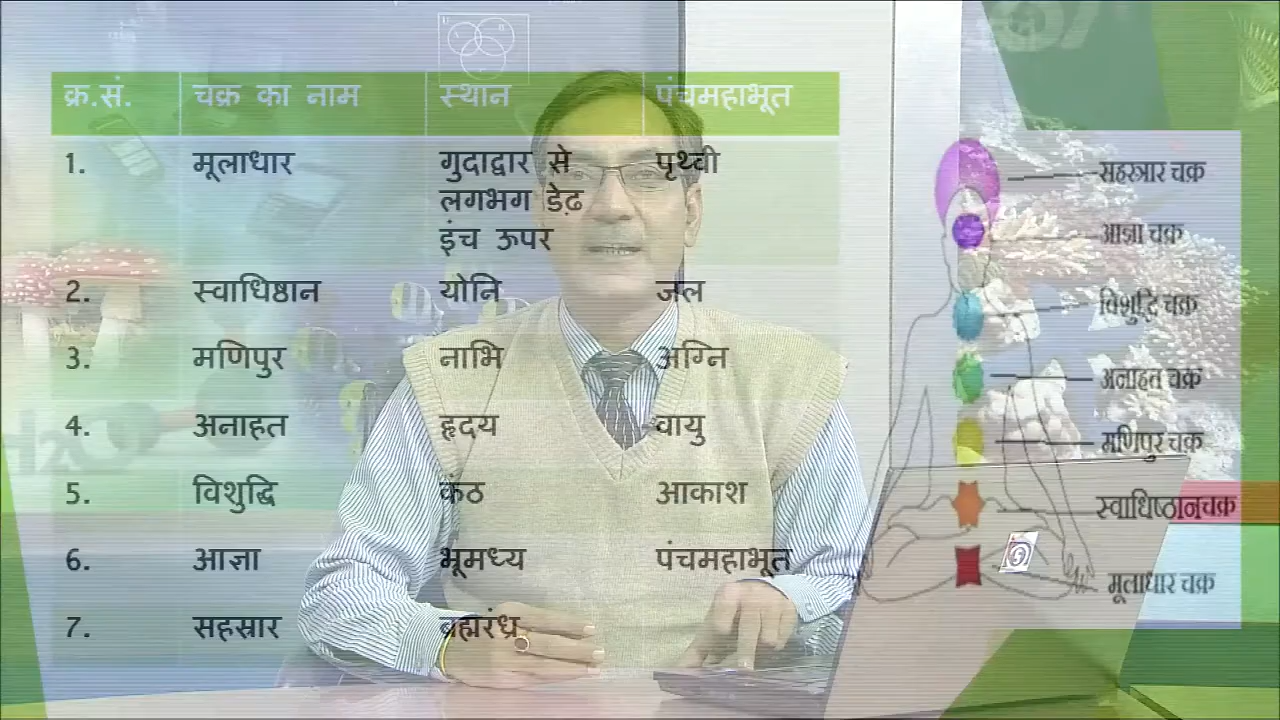 क्र.सं. चक्र का नाम स्थान पंचमहाभूत
1. मूलाधार गुदाद्वार से पृथ्वी
लगभग डेढ़
इंच ऊपर
2. स्वाधिष्ठान योनि जल
3. मणिपुर नाभि अग्नि
4. अनाहत हृदय वायु
5. विशुद्धि कंठ आकाश
6. आज्ञा भ्रूमध्य पंचमहाभूत
7. सहस्रार ब्रह्मरंध्र
सहस्त्रार चक्र
आज्ञा चक्र
विशुद्धि चक्र
अनाहत चक्र
मणिपुर चक्र
स्वाधिष्ठानचक्र
मूलाधार चक्र
H2O